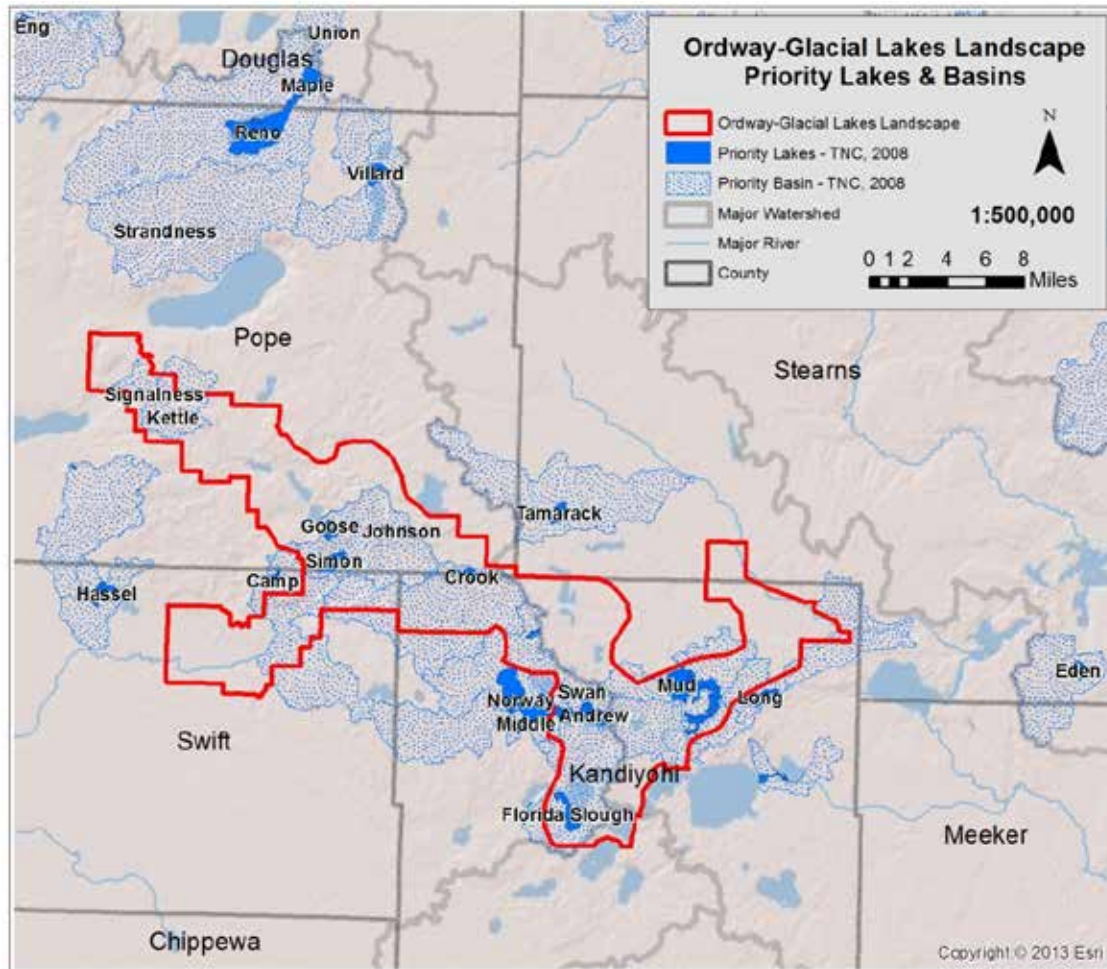 Eng
Union
Douglas
Maple
Reno
Villard
Strandness
Pope
Stearns
Signalness
Kettle
Tamarack
Goose
Johnson
Simon
Camp
Crook
Hassel
Eden
Mud
Long
Swan
Norway
Andrew
Middle
Swift
Kandiyohi
Florida Slough
Meeker
Chippewa
Ordway-Glacial Lakes Landscape
Priority Lakes & Basins
Ordway-Glacial Lakes Landscape
Priority Lakes - TNC, 2008
Priority Basin - TNC, 2008
Major Watershed
Major River
County
N
1:500,000
0 1 2 4 6 8
Miles
Copyright © 2013 Esri